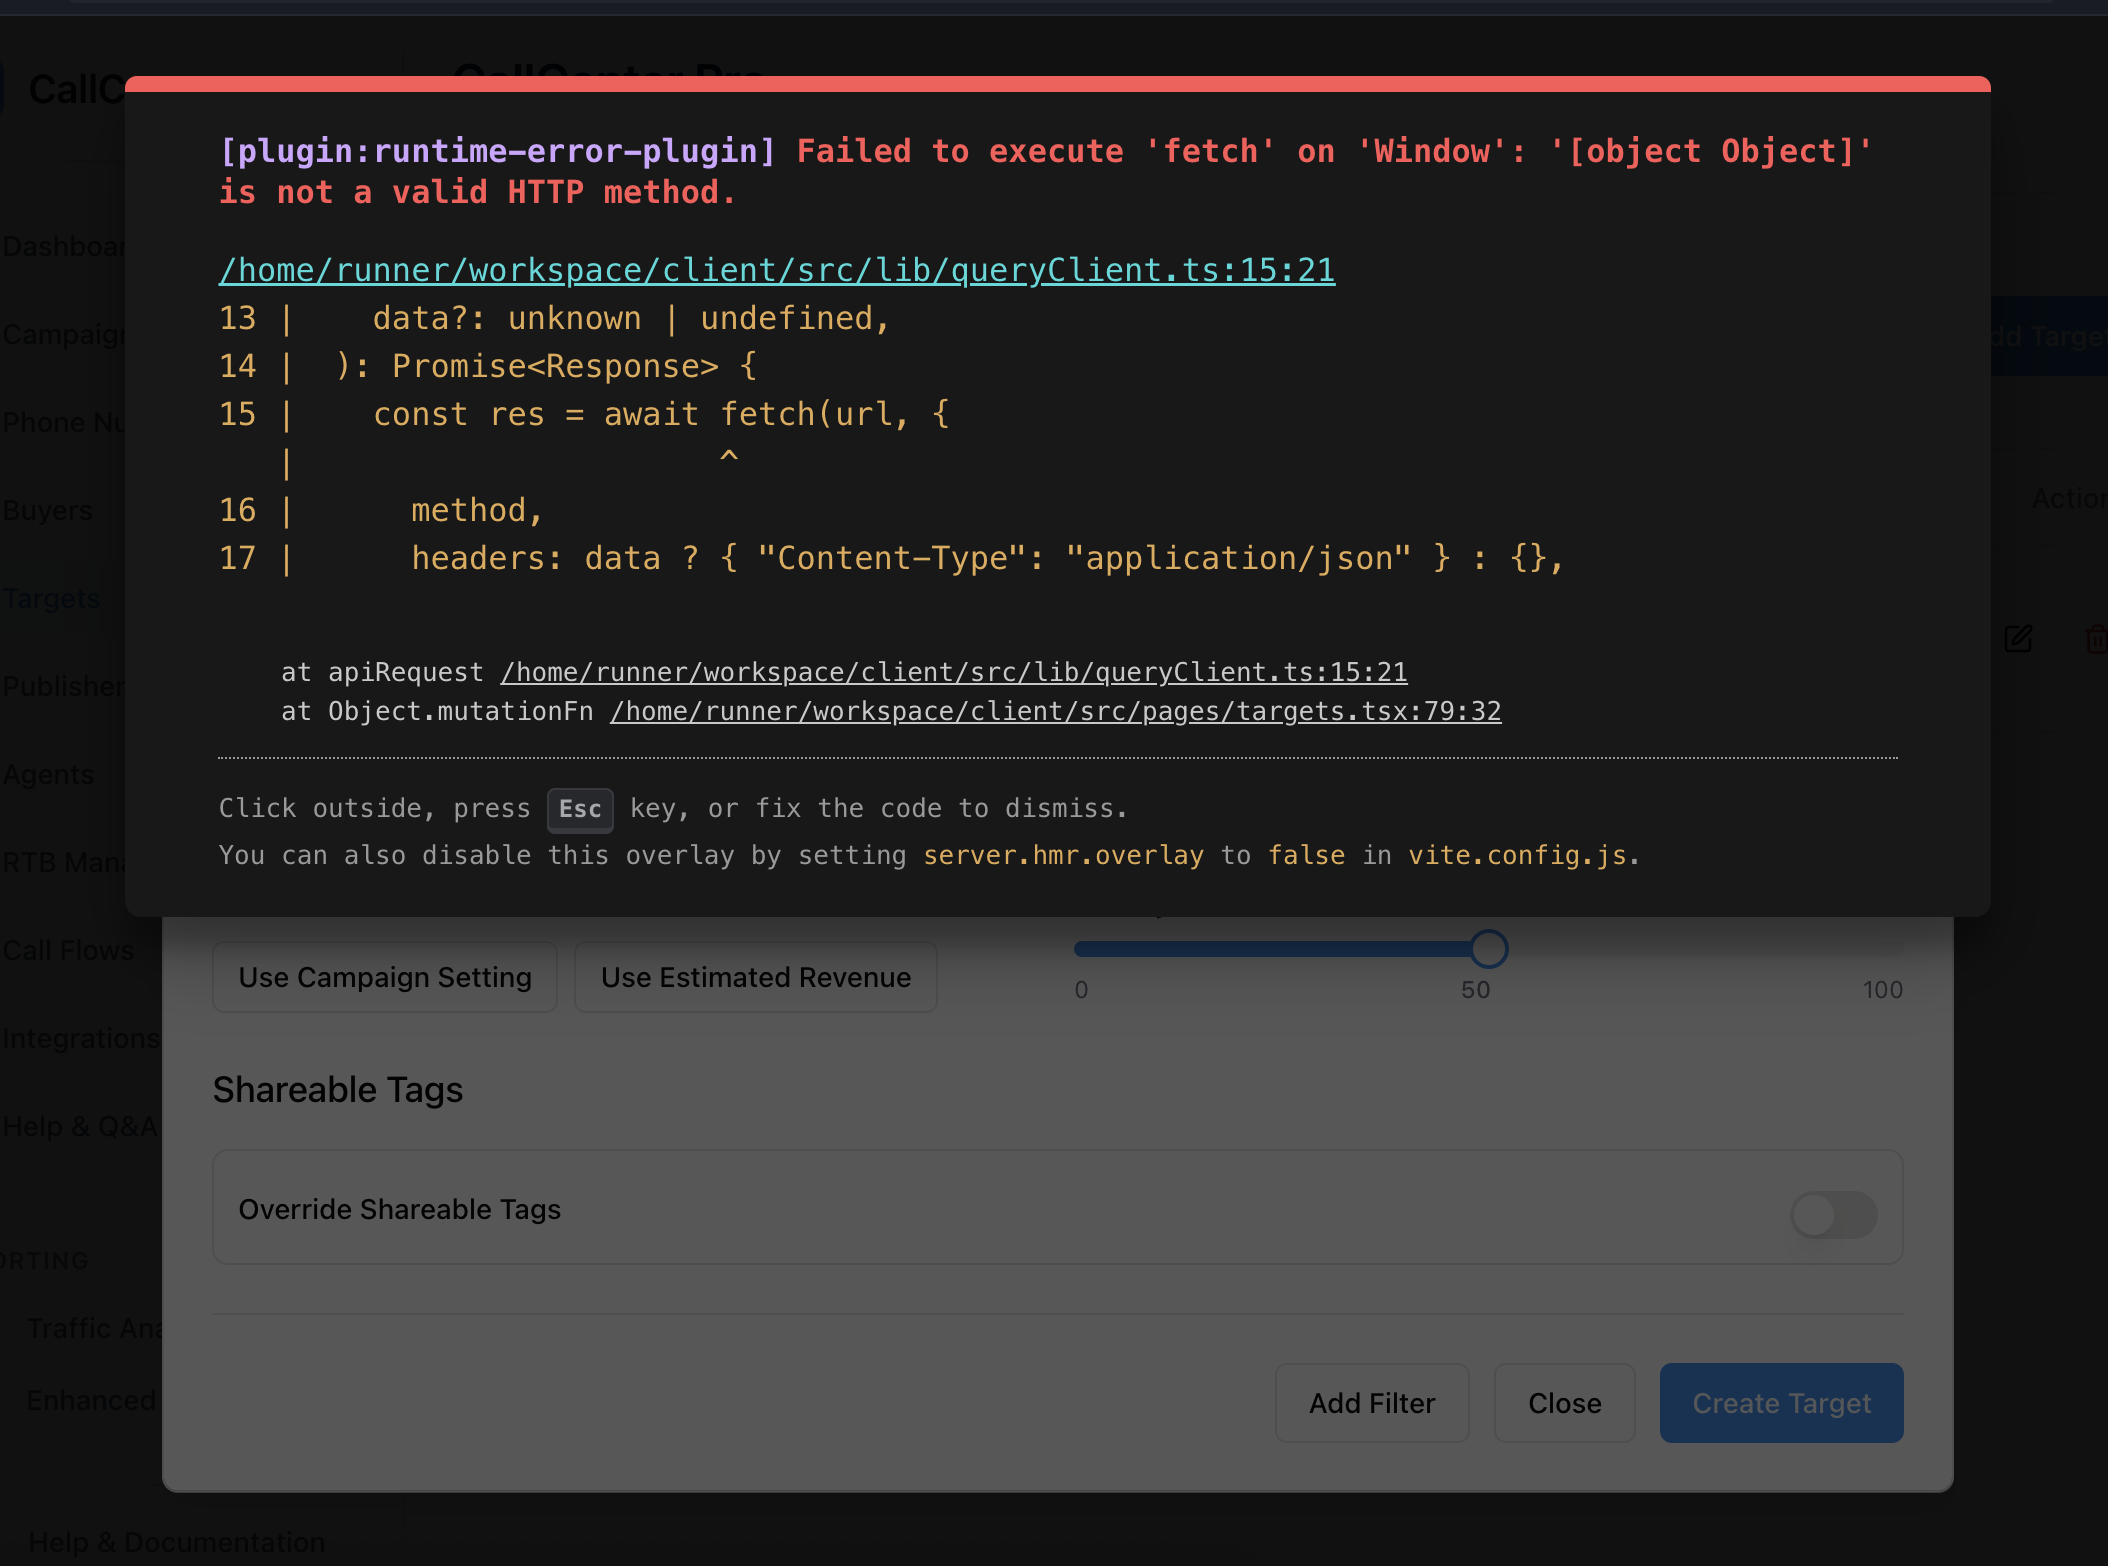 CallC
CallCenter Pro
[plugin:runtime-error-plugin] Failed to execute 'fetch' on 'Window': '[object Object]'
is not a valid HTTP method.
/home/runner/workspace/client/src/lib/queryClient.ts:15:21
13 |    data?: unknown | undefined,
14 |  ): Promise<Response> {
15 |    const res = await fetch(url, {
   |                      ^
16 |      method,
17 |      headers: data ? { "Content-Type": "application/json" } : {},
at apiRequest /home/runner/workspace/client/src/lib/queryClient.ts:15:21
at Object.mutationFn /home/runner/workspace/client/src/pages/targets.tsx:79:32
Click outside, press Esc key, or fix the code to dismiss.
You can also disable this overlay by setting server.hmr.overlay to false in vite.config.js.
Dashboar
Campaign
Phone Nu
Buyers
Targets
Publisher
Agents
RTB Mana
Call Flows
Integrations
Help & Q&A
ORTING
Traffic Ana
Enhanced
Help & Documentation
dd Target
Action
Use Campaign Setting
Use Estimated Revenue
0 50 100
Shareable Tags
Override Shareable Tags
Add Filter
Close
Create Target